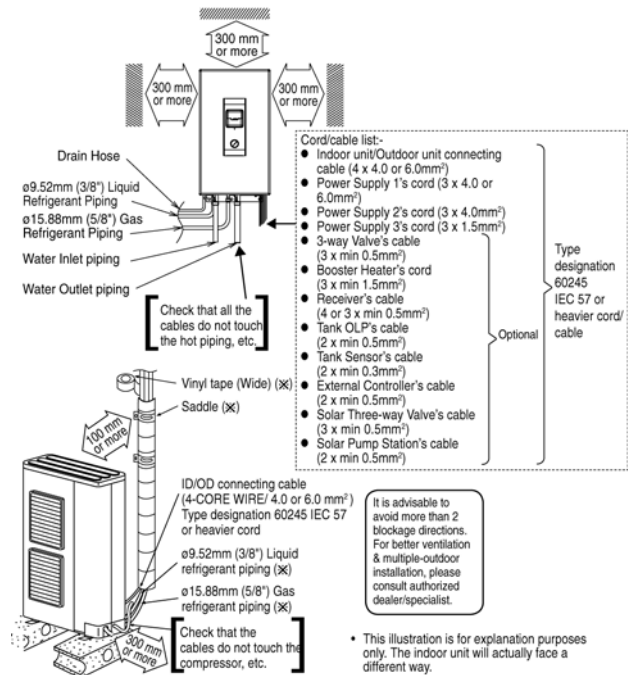 300 mm
or more
300 mm
or more
300 mm
or more
Drain Hose
ø9.52mm (3/8") Liquid
Refrigerant Piping
ø15.88mm (5/8") Gas
Refrigerant Piping
Water Inlet piping
Water Outlet piping
Check that all the
cables do not touch
the hot piping, etc.
Cord/cable list:-
● Indoor unit/Outdoor unit connecting
cable (4 x 4.0 or 6.0mm²)
● Power Supply 1's cord (3 x 4.0 or
6.0mm²)
● Power Supply 2's cord (3 x 4.0mm²)
● Power Supply 3's cord (3 x 1.5mm²)
● 3-way Valve's cable
(3 x min 0.5mm²)
● Booster Heater's cord
(3 x min 1.5mm²)
● Receiver's cable
(4 or 3 x min 0.5mm²)
● Tank OLP's cable
(2 x min 0.5mm²)
● Tank Sensor's cable
(2 x min 0.3mm²)
● External Controller's cable
(2 x min 0.5mm²)
● Solar Three-way Valve's cable
(3 x min 0.5mm²)
● Solar Pump Station's cable
(2 x min 0.5mm²)
Optional
Type
designation
60245
IEC 57 or
heavier cord/
cable
Vinyl tape (Wide) (※)
Saddle (※)
100 mm
or more
ID/OD connecting cable
(4-CORE WIRE/ 4.0 or 6.0 mm²)
Type designation 60245 IEC 57
or heavier cord
ø9.52mm (3/8") Liquid
refrigerant piping (※)
ø15.88mm (5/8") Gas
refrigerant piping (※)
Check that the
cables do not touch the
compressor, etc.
300 mm
or more
It is advisable to
avoid more than 2
blockage directions.
For better ventilation
& multiple-outdoor
installation, please
consult authorized
dealer/specialist.
• This illustration is for explanation purposes
only. The indoor unit will actually face a
different way.